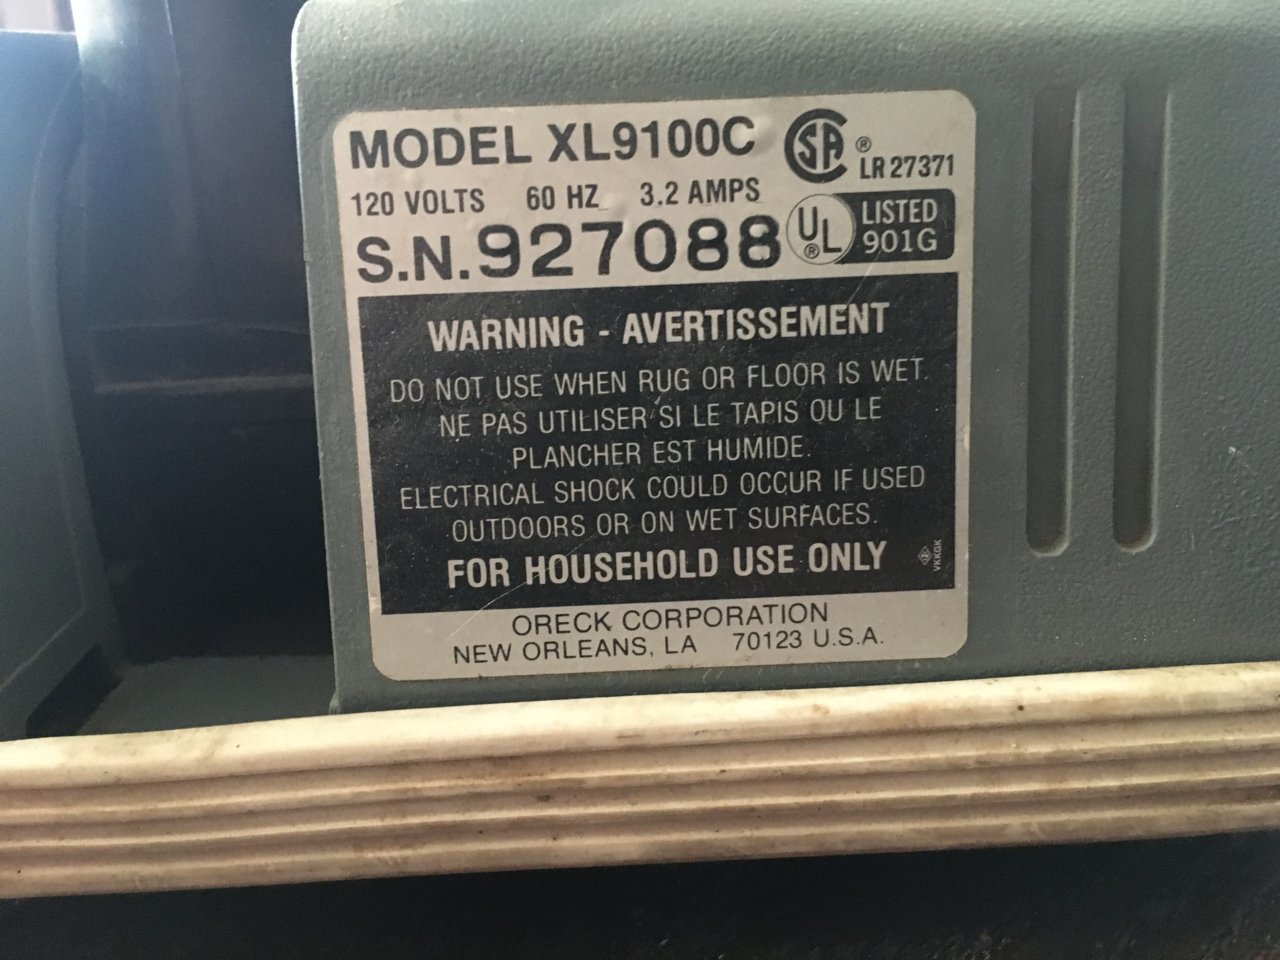 MODEL XL9100C
SA ® LR 27371
120 VOLTS 60 HZ 3.2 AMPS
S.N. 927088
UL ® LISTED 901G
WARNING - AVERTISSEMENT
DO NOT USE WHEN RUG OR FLOOR IS WET.
NE PAS UTILISER SI LE TAPIS OU LE
PLANCHER EST HUMIDE.
ELECTRICAL SHOCK COULD OCCUR IF USED
OUTDOORS OR ON WET SURFACES.
FOR HOUSEHOLD USE ONLY
VKKGK
ORECK CORPORATION
NEW ORLEANS, LA 70123 U.S.A.